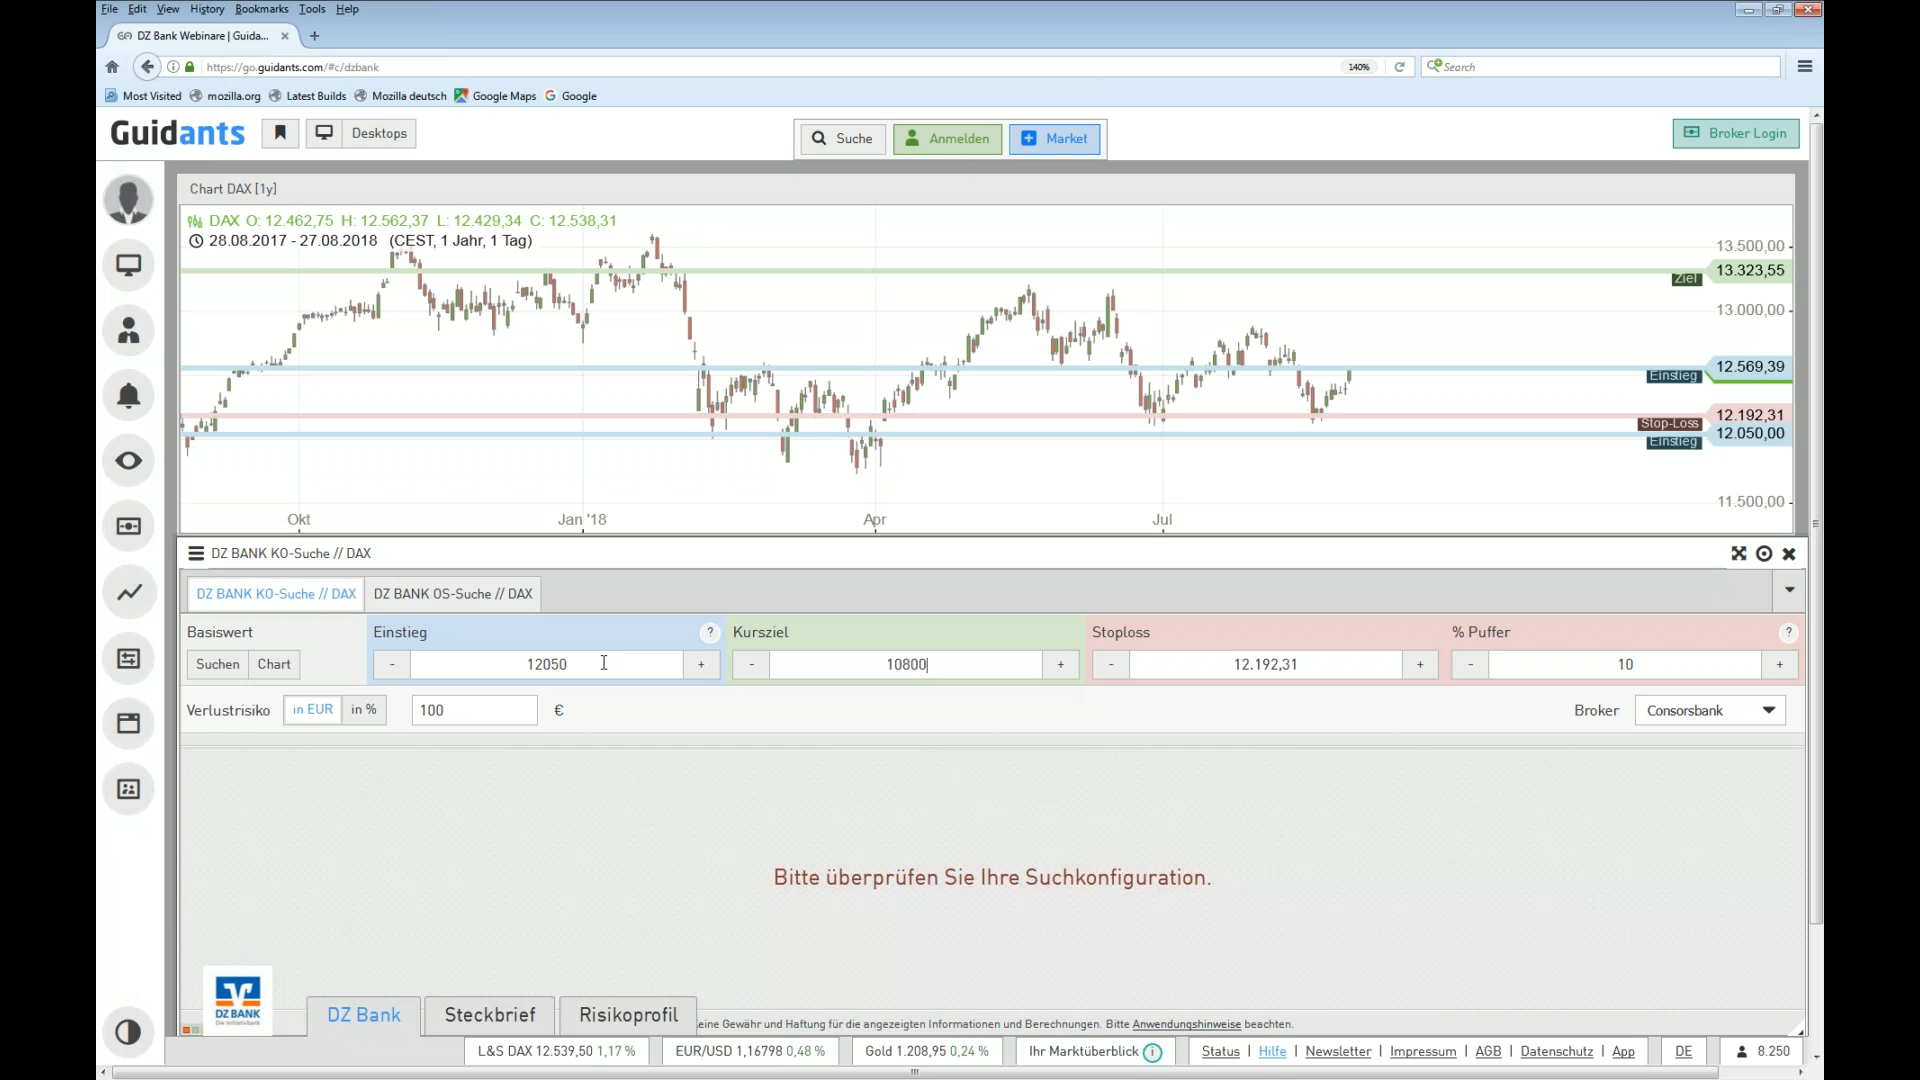 File Edit View History Bookmarks Tools Help
DZ Bank Webinare | Guida...
https://go.guidants.com/#c/dzbank
140%
Search
Most Visited mozilla.org Latest Builds Mozilla deutsch Google Maps Google
Guidants
Desktops
Suche Anmelden Market
Broker Login
Chart DAX [1y]
DAX O: 12.462,75 H: 12.562,37 L: 12.429,34 C: 12.538,31
28.08.2017 - 27.08.2018 (CEST, 1 Jahr, 1 Tag)
13.500,00
Ziel 13.323,55
13.000,00
Einstieg 12.569,39
Stop-Loss 12.192,31
Einstieg 12.050,00
11.500,00
Okt Jan '18 Apr Jul
DZ BANK KO-Suche // DAX
DZ BANK KO-Suche // DAX DZ BANK OS-Suche // DAX
Basiswert Einstieg ? Kursziel Stoploss % Puffer ?
Suchen Chart - 12050 + - 10800 + - 12.192,31 + - 10 +
Verlustrisiko in EUR in % 100 € Broker Consorsbank
Bitte überprüfen Sie Ihre Suchkonfiguration.
DZ BANK
Die Initiativbank
DZ Bank Steckbrief Risikoprofil
eine Gewähr und Haftung für die angezeigten Informationen und Berechnungen. Bitte Anwendungshinweise beachten.
L&S DAX 12.539,50 1,17 % EUR/USD 1,16798 0,48 % Gold 1.208,95 0,24 % Ihr Marktüberblick Status | Hilfe | Newsletter | Impressum | AGB | Datenschutz | App DE 8.250